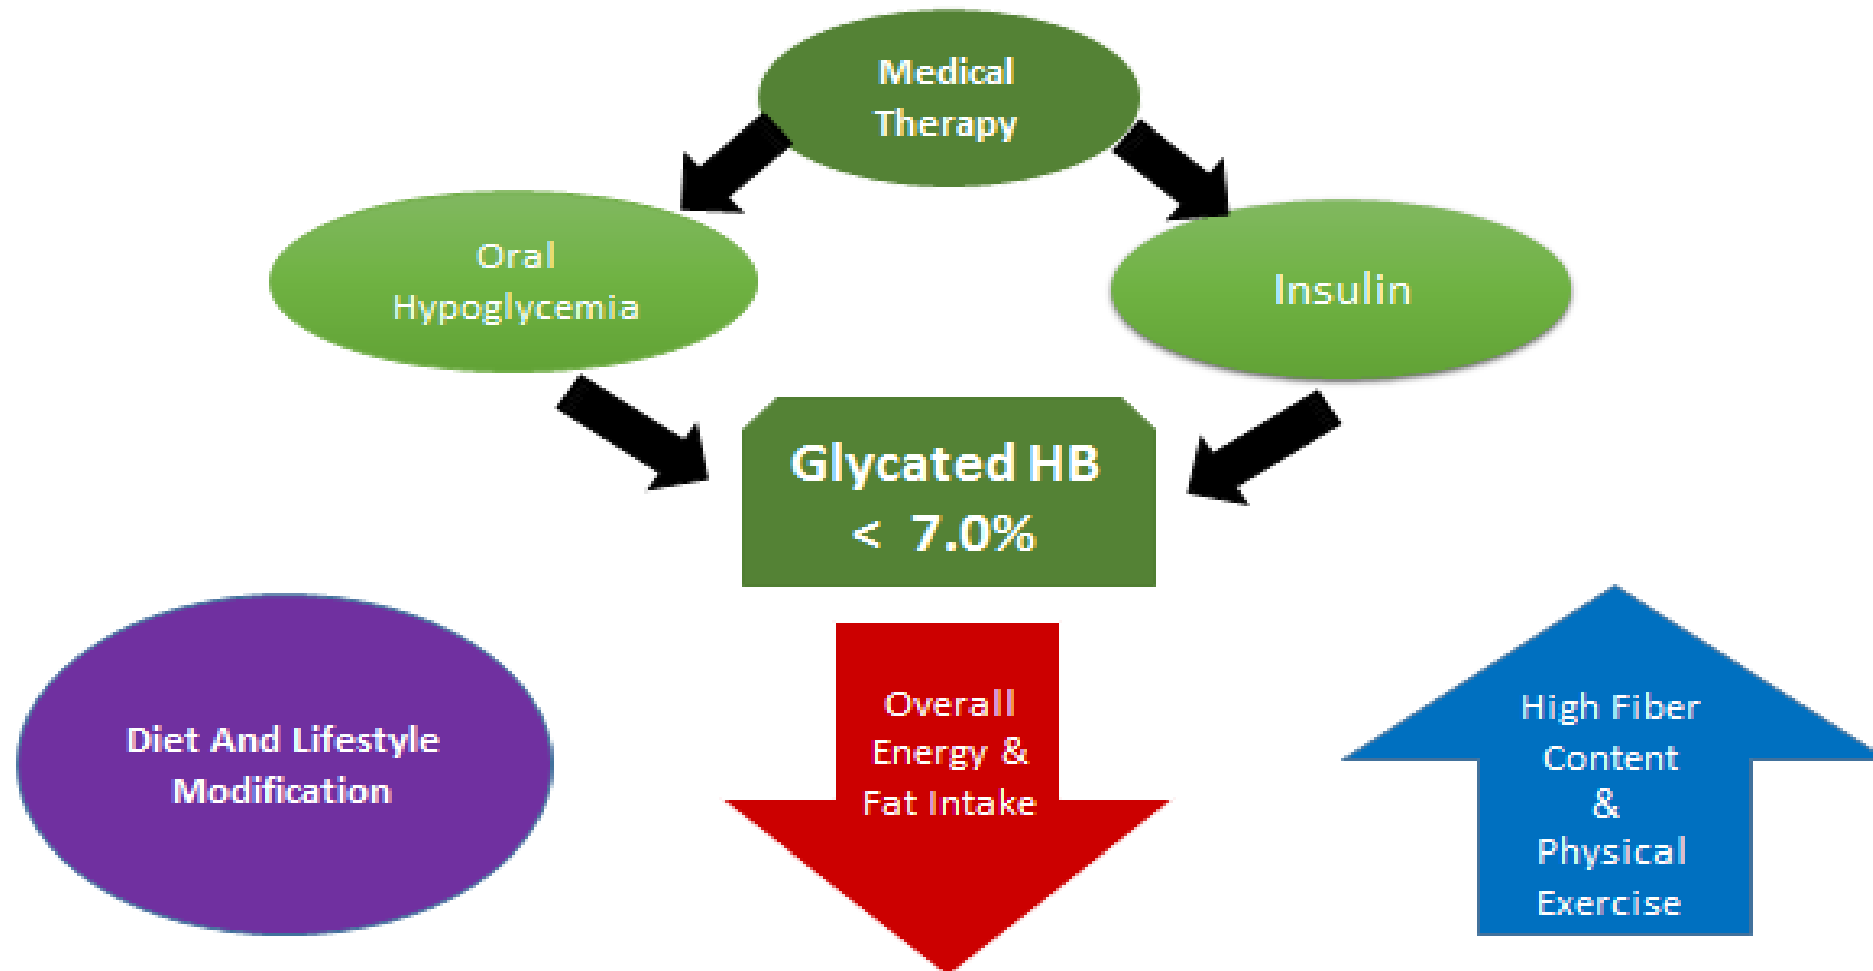 Medical
Therapy
Oral
Hypoglycemia
Insulin
Glycated HB
< 7.0%
Diet And Lifestyle
Modification
Overall
Energy &
Fat Intake
High Fiber
Content
&
Physical
Exercise